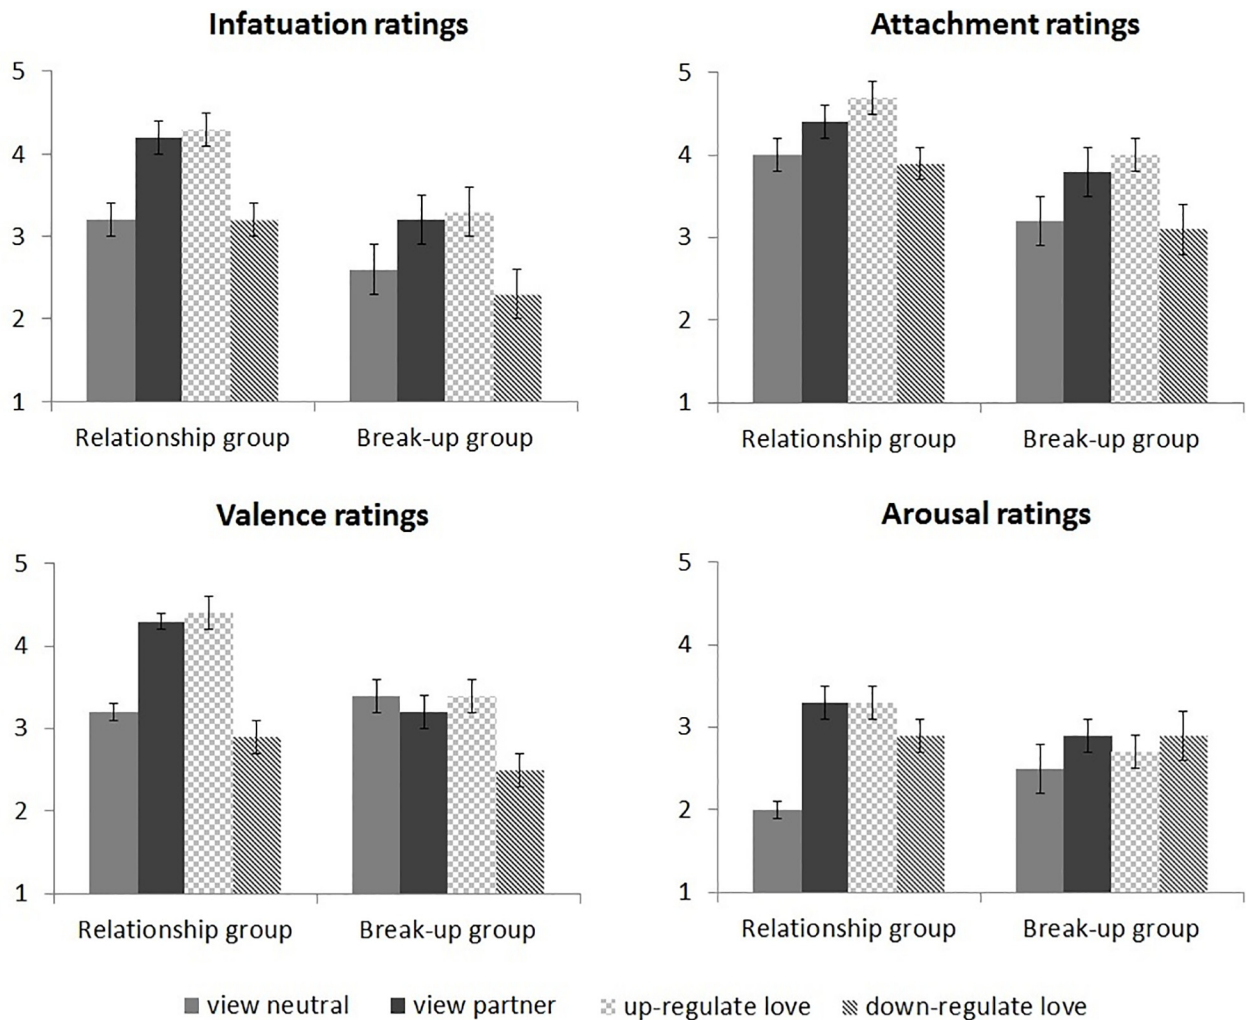 Infatuation ratings
5
4
3
2
1
Relationship group Break-up group
Attachment ratings
5
4
3
2
1
Relationship group Break-up group
Valence ratings
5
4
3
2
1
Relationship group Break-up group
Arousal ratings
5
4
3
2
1
Relationship group Break-up group
view neutral view partner up-regulate love down-regulate love